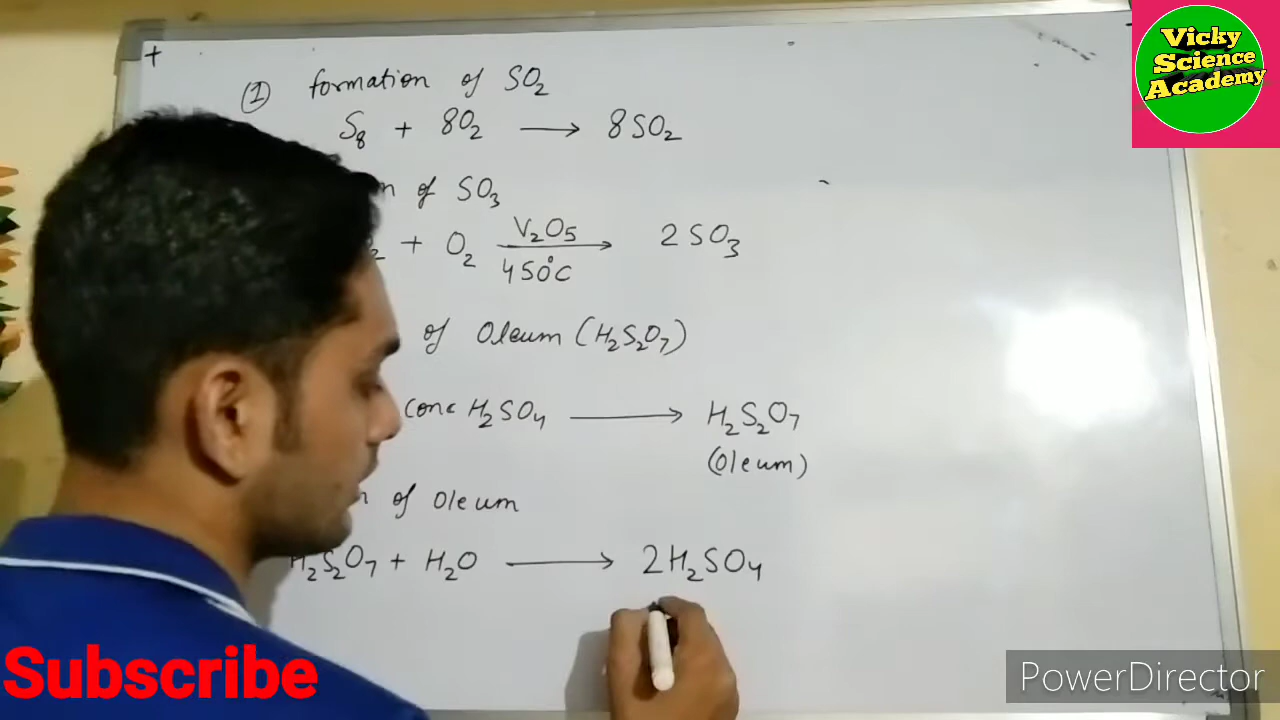 Vicky
Science
Academy
① formation of SO₂
S₈ + 8O₂ ⟶ 8SO₂
of SO₃
+ O₂ V₂O₅ ⟶ 2SO₃
450°C
of Oleum (H₂S₂O₇)
Conc H₂SO₄ ⟶ H₂S₂O₇
(Oleum)
of Oleum
H₂S₂O₇ + H₂O ⟶ 2H₂SO₄
Subscribe
PowerDirector